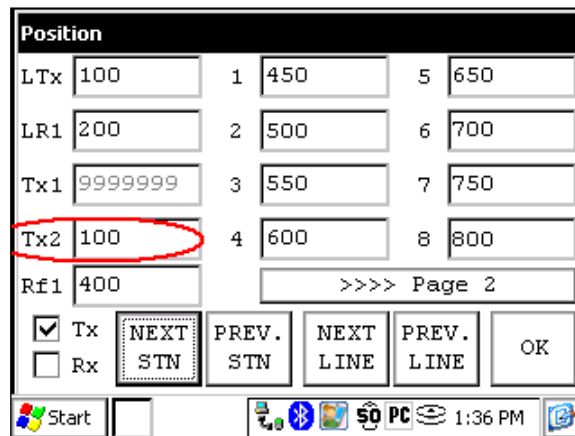 Position
LTx 100 1 450 5 650
LR1 200 2 500 6 700
Tx1 9999999 3 550 7 750
Tx2 100 4 600 8 800
Rf1 400 >>>> Page 2
Tx NEXT STN PREV. STN NEXT LINE PREV. LINE OK
Rx
Start 50 PC 1:36 PM